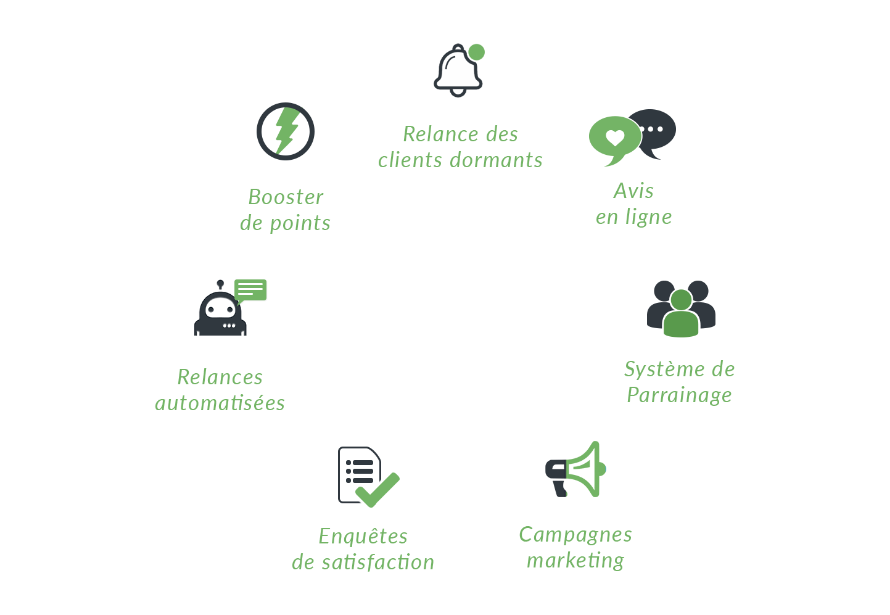 Relance des
clients dormants
Booster
de points
Avis
en ligne
Relances
automatisées
Système de
Parrainage
Enquêtes
de satisfaction
Campagnes
marketing